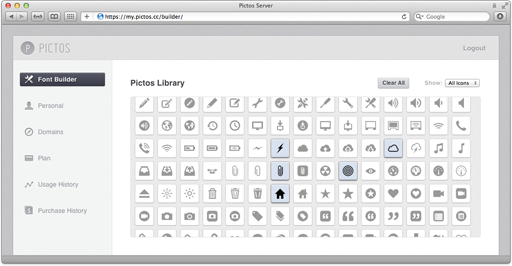 Pictos Server
https://my.pictos.cc/builder/
Google
P PICTOS
Logout
Font Builder
Personal
Domains
Plan
Usage History
Purchase History
Pictos Library
Clear All
Show:
All Icons